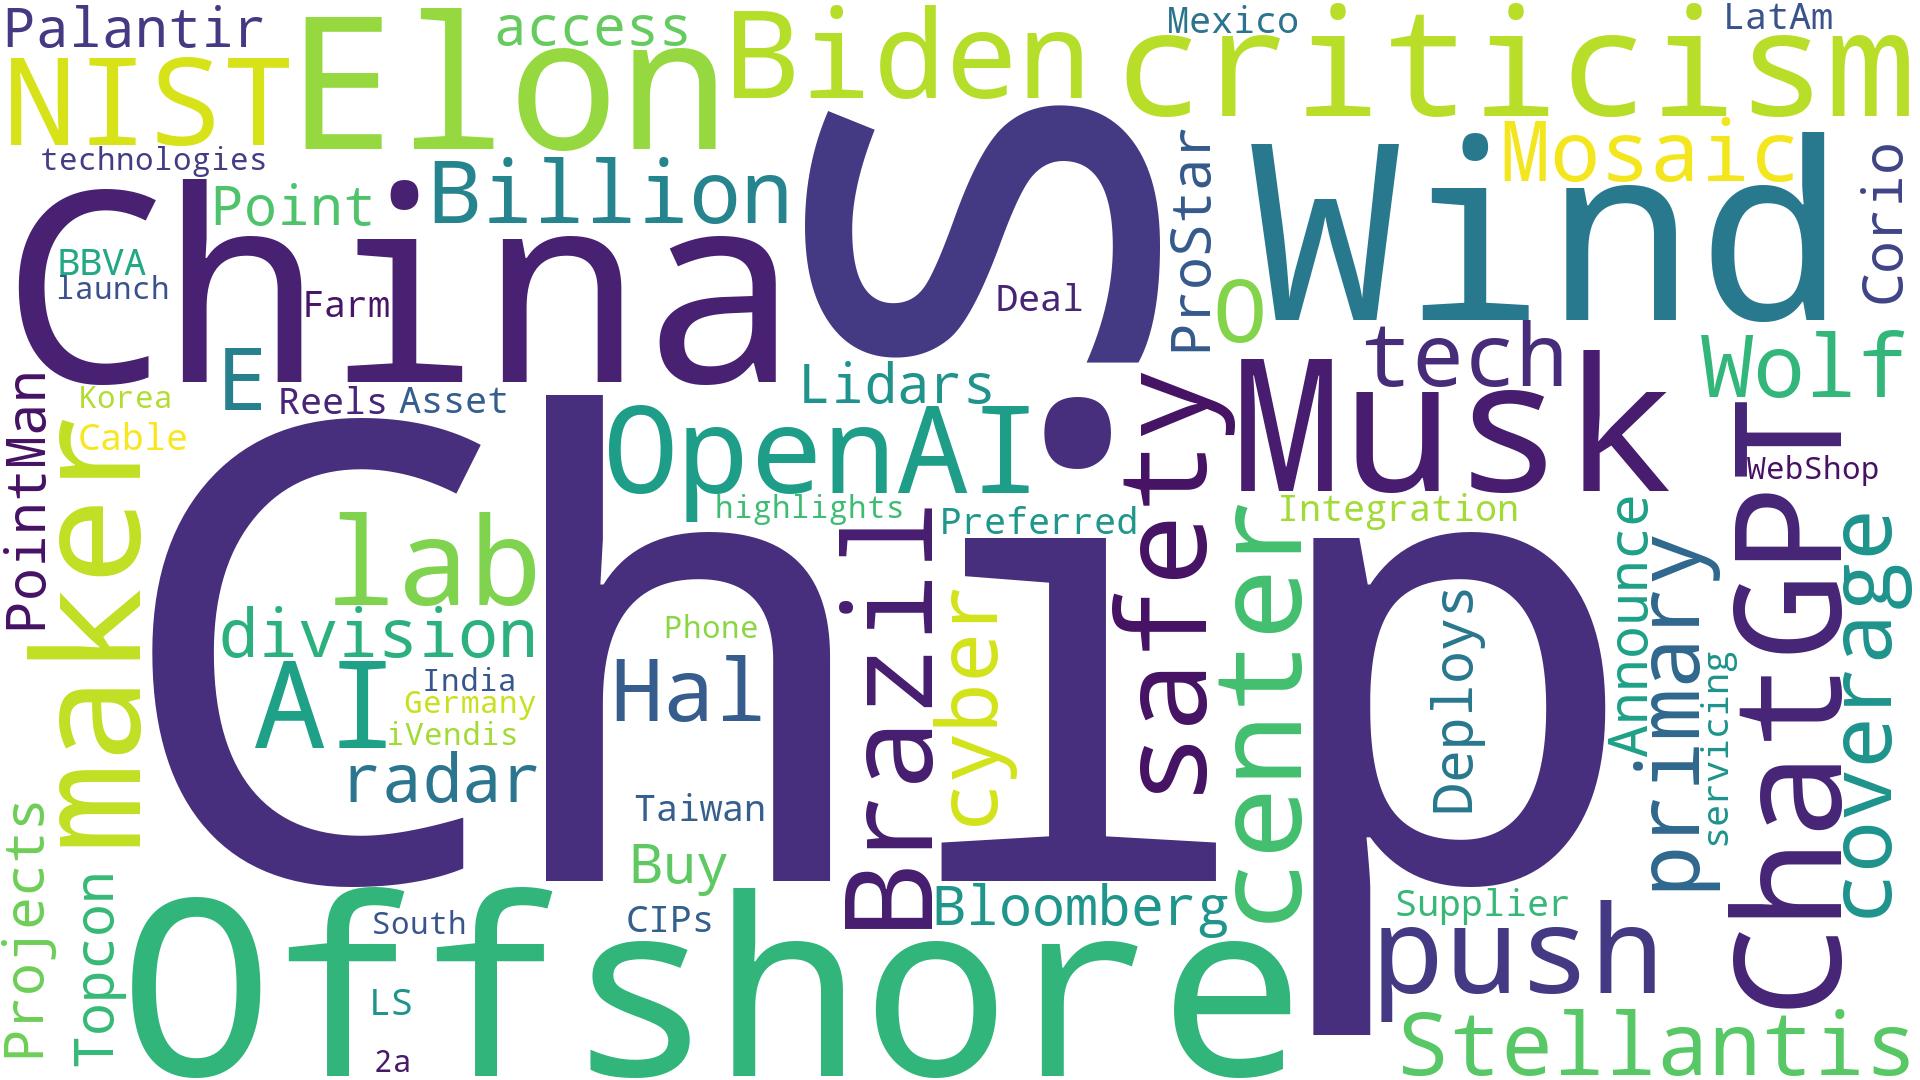 Palantir
access
Biden
Mexico
criticism
LatAm
NIST
Elon
technologies
Point
Billion
S
ProStar
Wind
Mosaic
Corio
China
BBVA
launch
Farm
Deal
O
E
Reels
Asset
Lidars
tech
Wolf
PointMan
Korea
Cable
maker
OpenAI
safety
Musk
WebShop
ChatGPT
highlights
Preferred
Integration
Chip
lab
division
AI
India
Germany
iVendis
radar
Phone
Hal
Taiwan
Buy
CIPs
Brazil
cyber
center
Deploys
Announce
primary
servicing
coverage
Bloomberg
Supplier
push
Projects
Topcon
Offshore
South
LS
2a
Stellantis